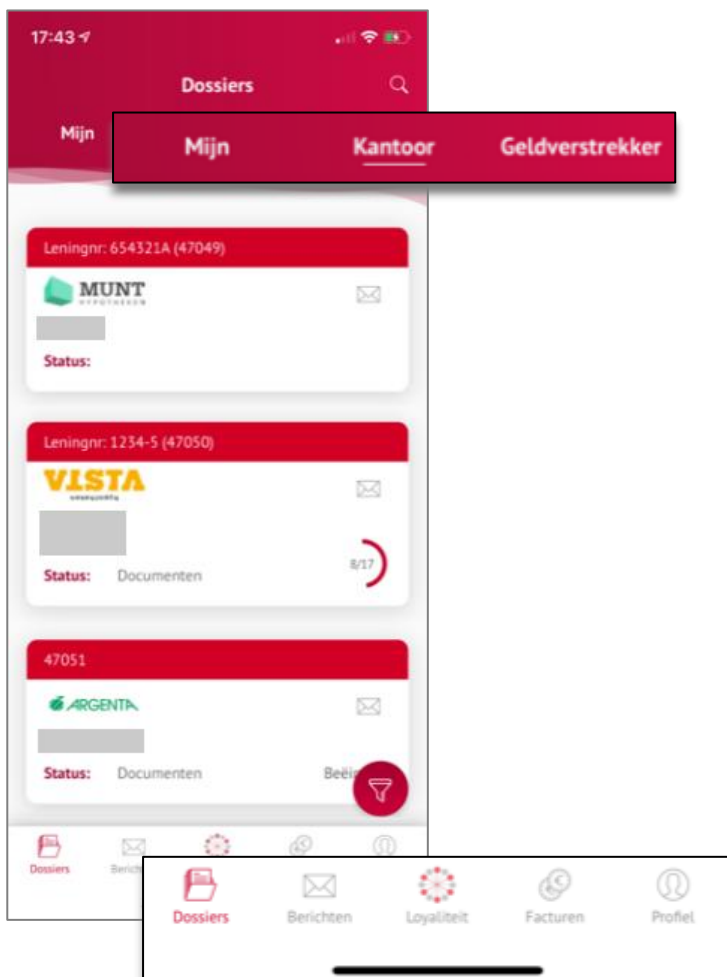 17:43
Dossiers
Mijn
Mijn Kantoor Geldverstrekker
Leningnr: 654321A (47049)
MUNT
HYPOTHEKEN
Status:
Leningnr: 1234-5 (47050)
VISTA
8/17
Status: Documenten
47051
ARGENTA
Status: Documenten
Dossiers
Dossiers Berichten Loyaliteit Facturen Profiel